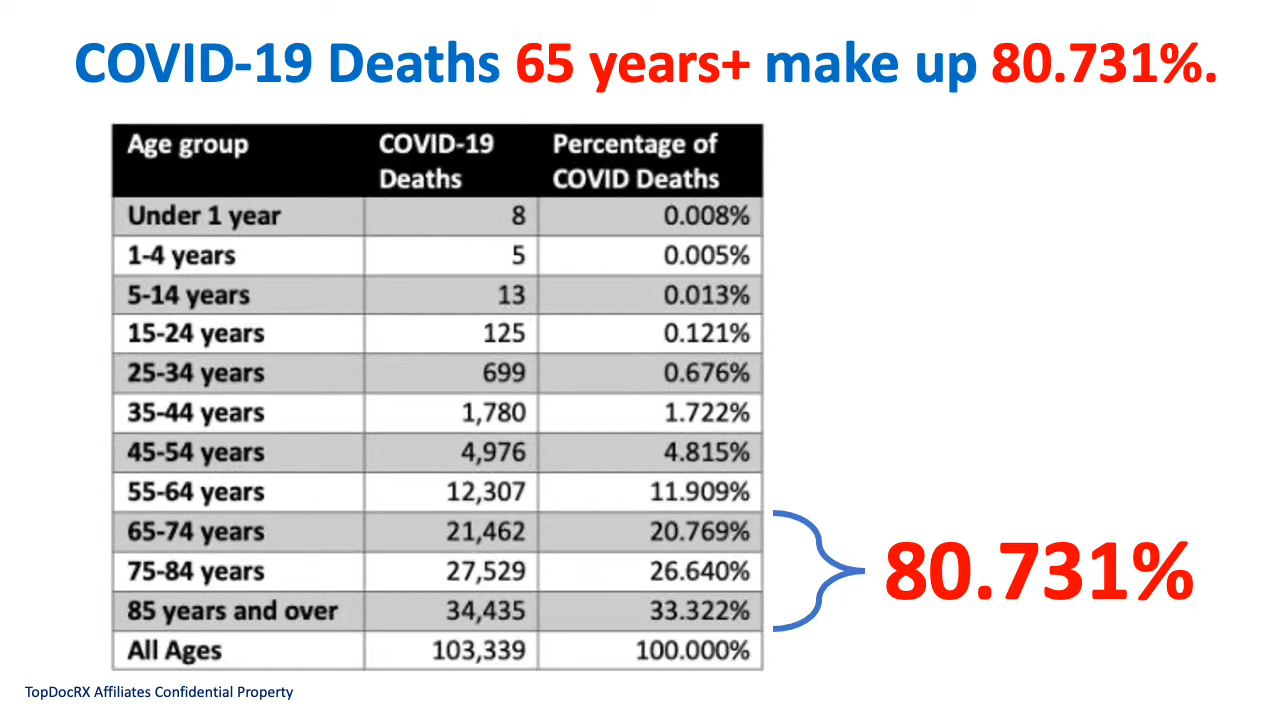 COVID-19 Deaths 65 years+ make up 80.731%.
Age group COVID-19 Deaths Percentage of COVID Deaths
Under 1 year 8 0.008%
1-4 years 5 0.005%
5-14 years 13 0.013%
15-24 years 125 0.121%
25-34 years 699 0.676%
35-44 years 1,780 1.722%
45-54 years 4,976 4.815%
55-64 years 12,307 11.909%
65-74 years 21,462 20.769%
75-84 years 27,529 26.640%
85 years and over 34,435 33.322%
All Ages 103,339 100.000%
80.731%
TopDocRX Affiliates Confidential Property